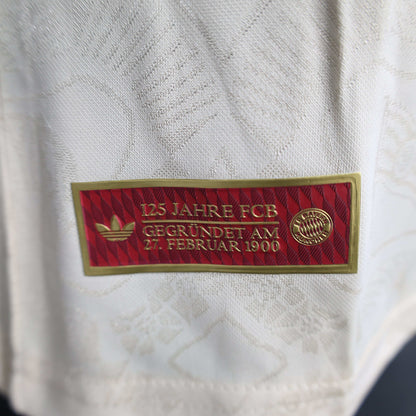 125 JAHRE FCB
GEGRÜNDET AM
27. FEBRUAR 1900